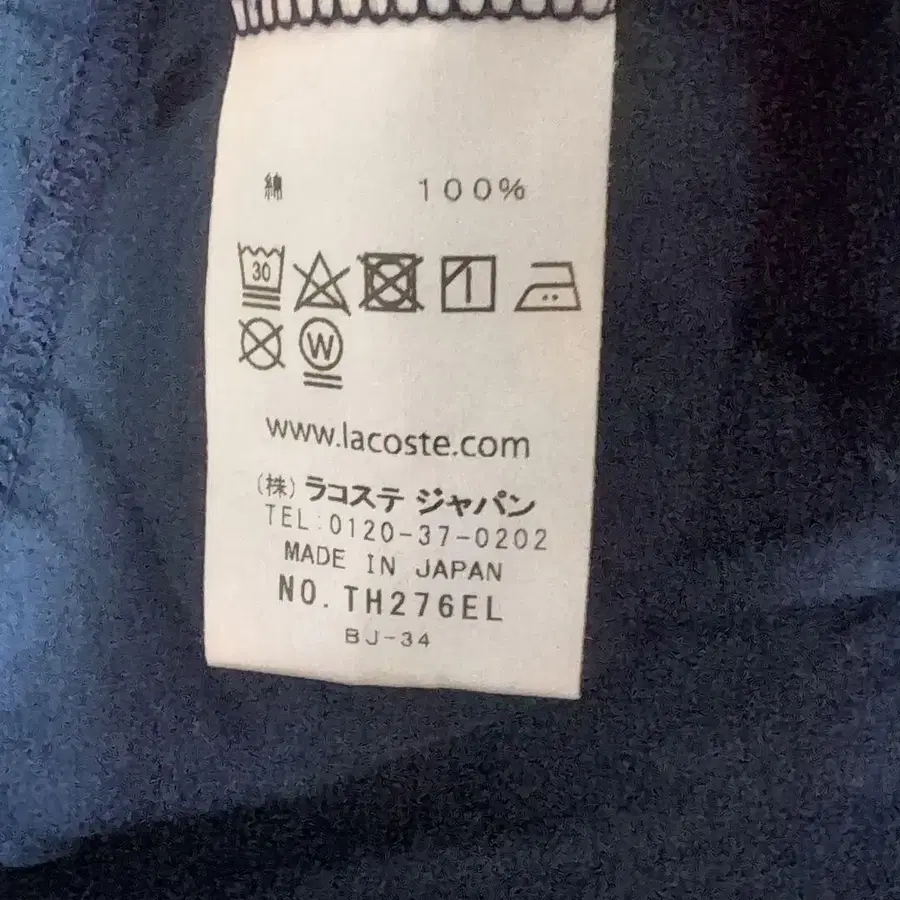 綿 100%
30
W
www.lacoste.com
(株) ラコステ ジャパン
TEL:0120-37-0202
MADE IN JAPAN
NO. TH276EL
BJ-34